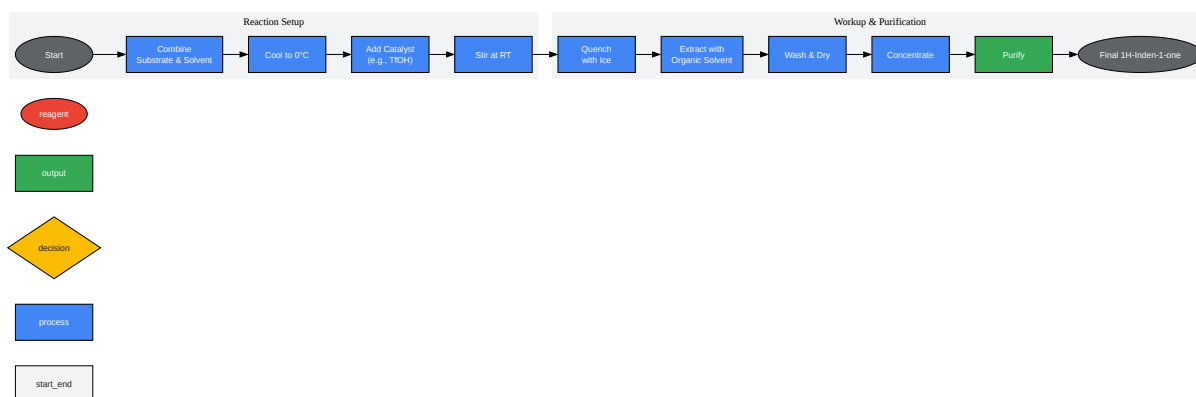 Reaction Setup
Workup & Purification
Start
Combine
Substrate & Solvent
Cool to 0°C
Add Catalyst
(e.g., TfOH)
Stir at RT
Quench
with Ice
Extract with
Organic Solvent
Wash & Dry
Concentrate
Purify
Final 1H-Inden-1-one
reagent
output
decision
process
start_end